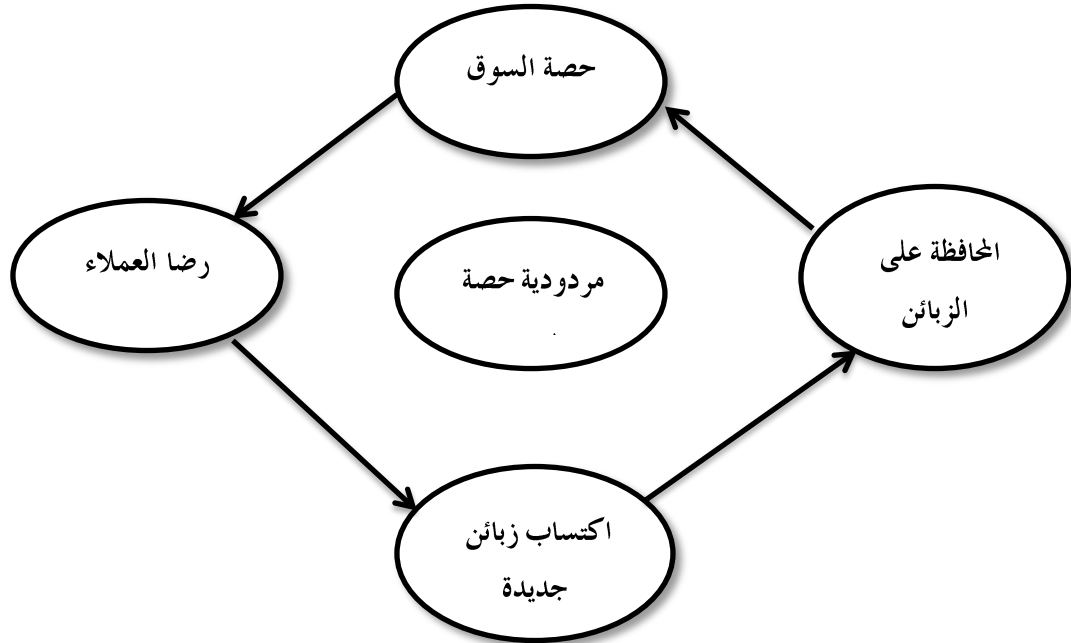 حصة السوق
المحافظة على
الزبائن
رضا العملاء
مردودية حصة
اكتساب زبائن
جديدة